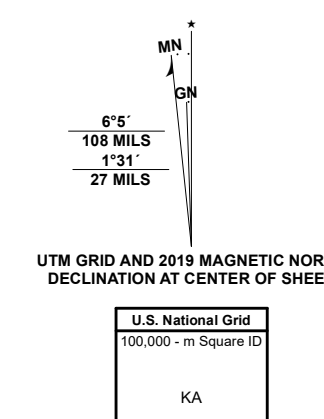 ★
MN
GN
6°5´
108 MILS
1°31´
27 MILS
UTM GRID AND 2019 MAGNETIC NOR
DECLINATION AT CENTER OF SHEE
U.S. National Grid
100,000 - m Square ID
KA